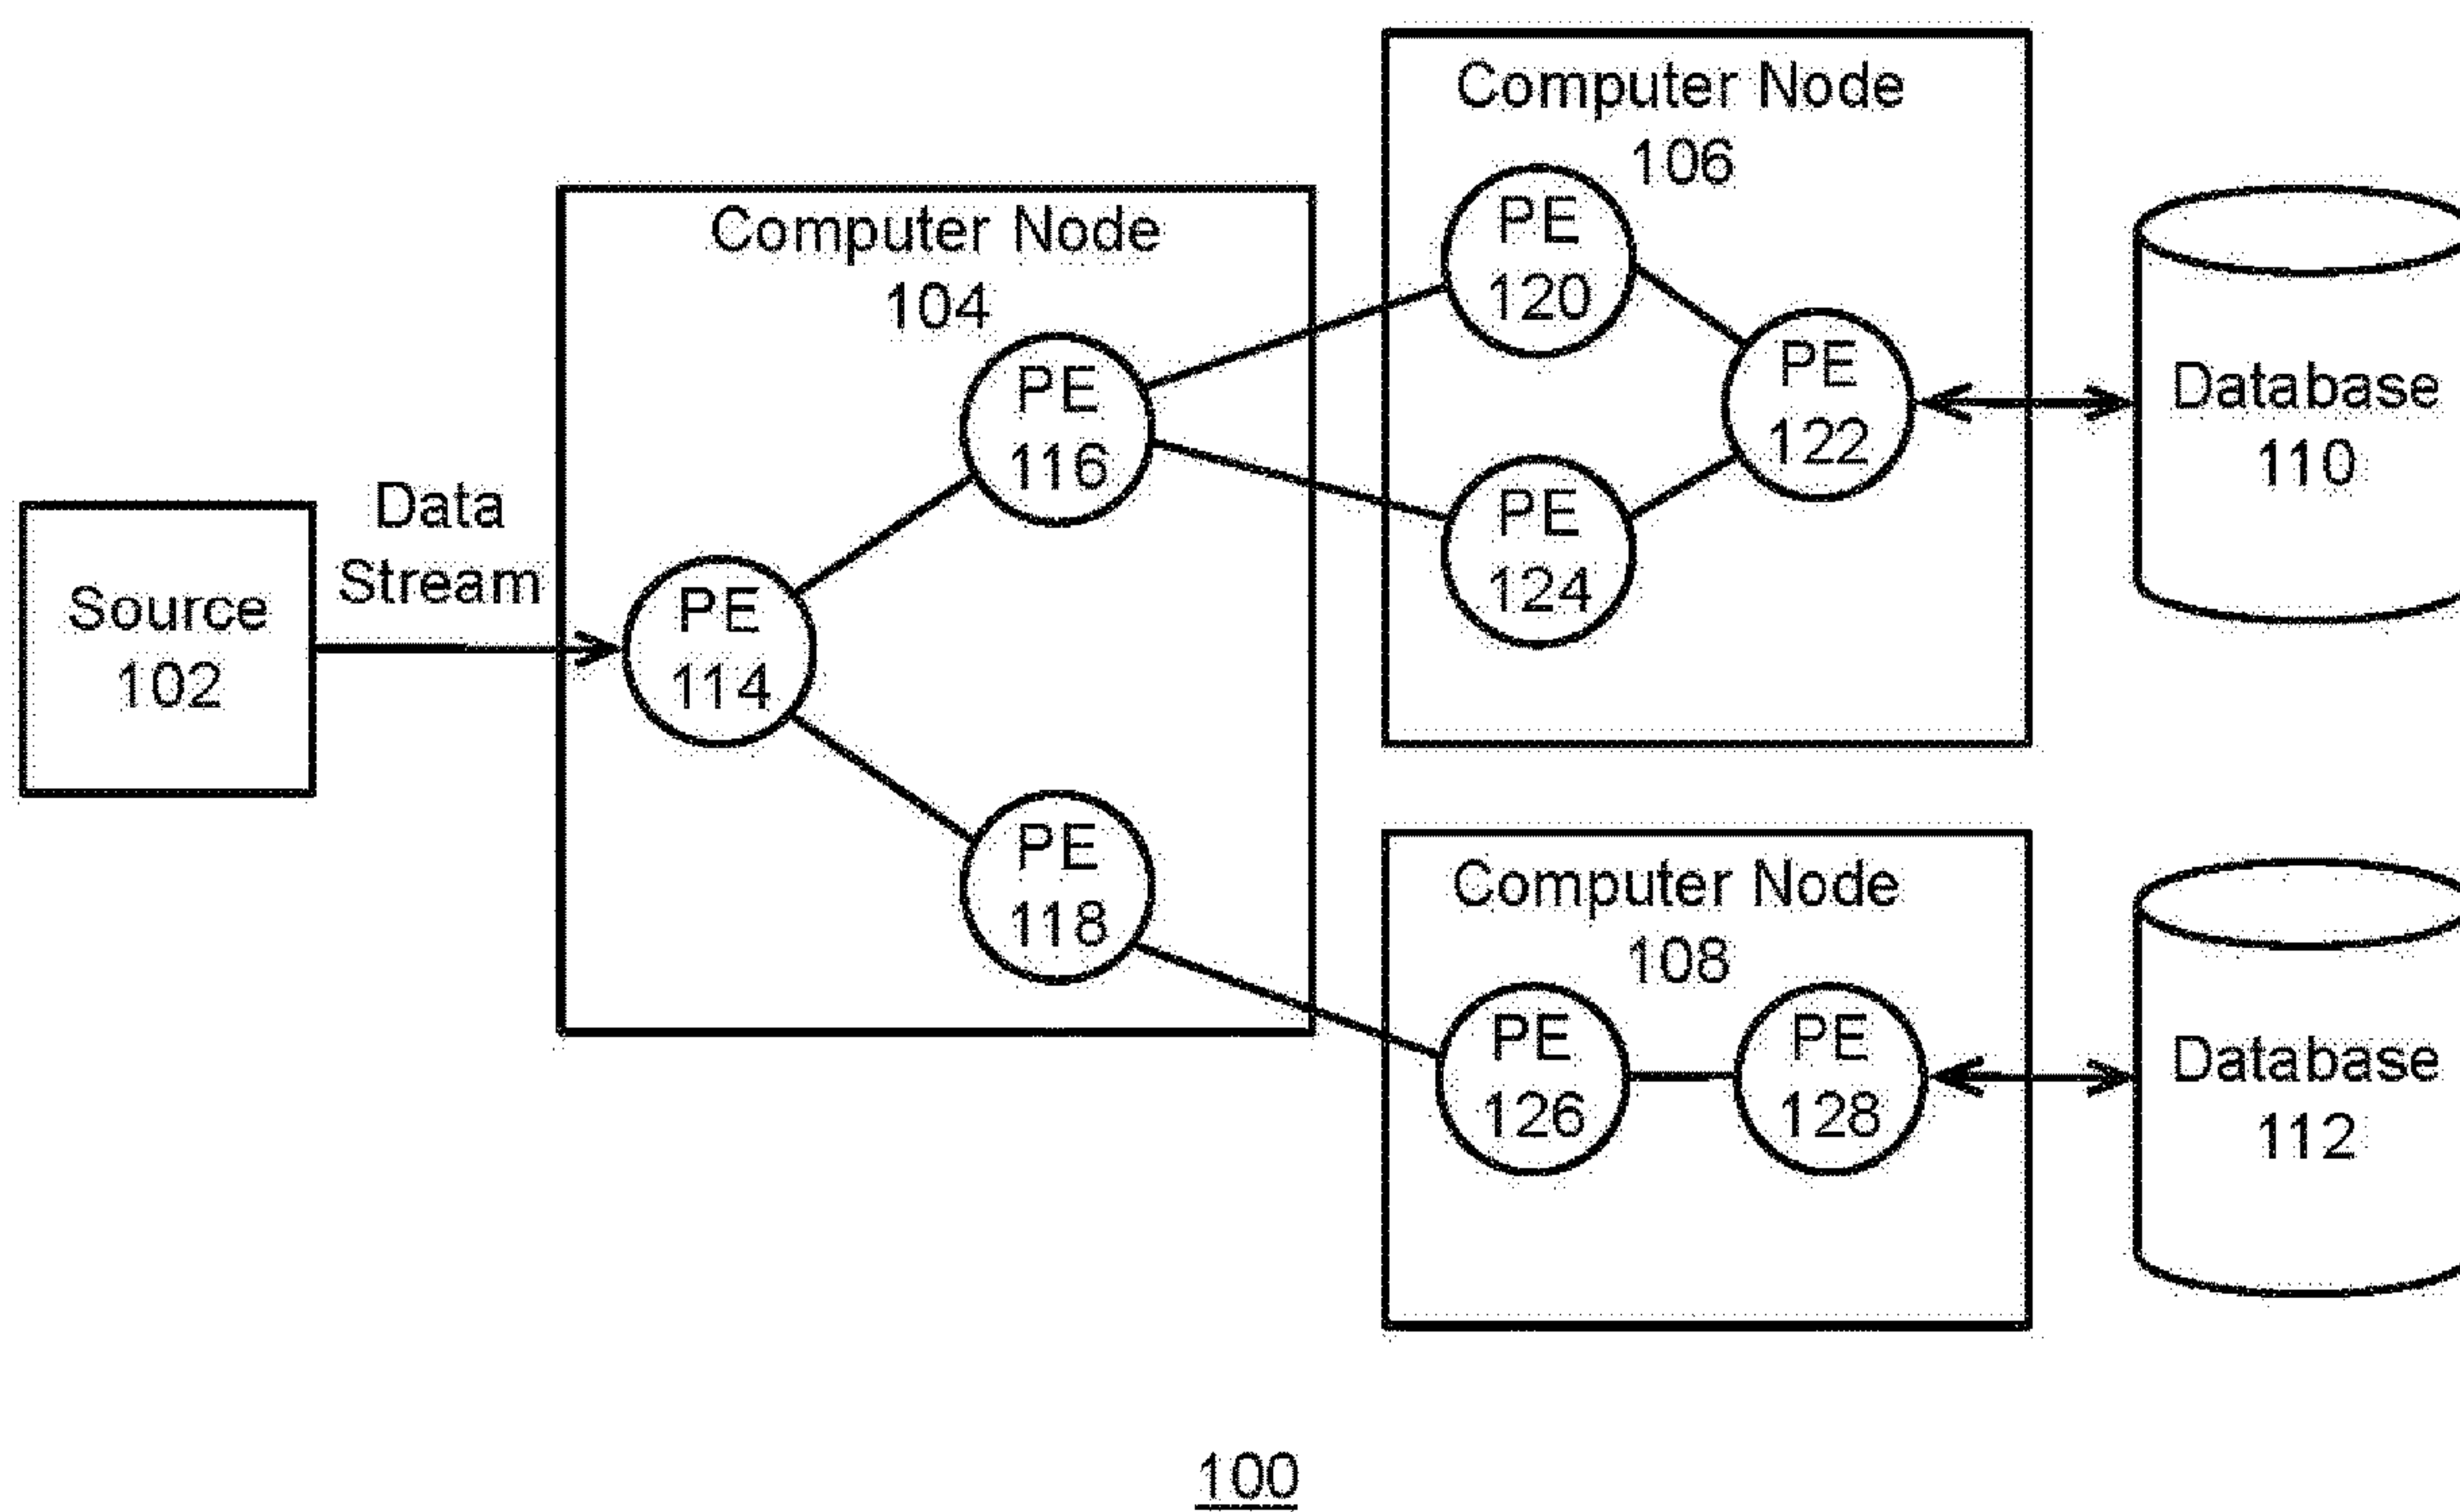 Source
102
Data
Stream
Computer Node
104
PE
114
PE
116
PE
118
Computer Node
106
PE
120
PE
122
PE
124
Database
110
Computer Node
108
PE
126
PE
128
Database
112
100